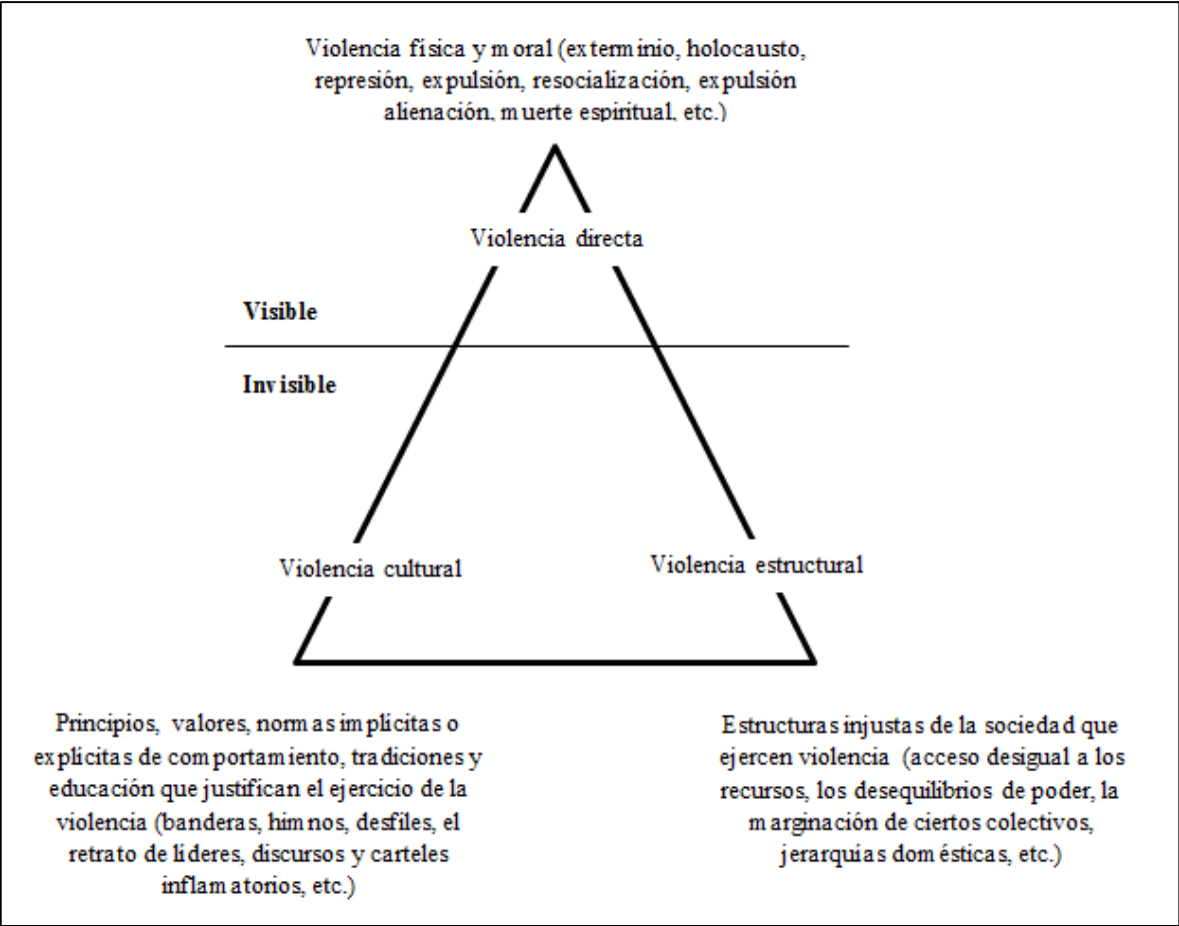 Violencia física y moral (exterminio, holocausto,
represión, expulsión, resocialización, expulsión
alienación, muerte espiritual, etc.)
Violencia directa
Visible
Invisible
Violencia cultural
Violencia estructural
Principios, valores, normas implícitas o
explícitas de comportamiento, tradiciones y
educación que justifican el ejercicio de la
violencia (banderas, himnos, desfiles, el
retrato de líderes, discursos y carteles
inflamatorios, etc.)
Estructuras injustas de la sociedad que
ejercen violencia (acceso desigual a los
recursos, los desequilibrios de poder, la
marginación de ciertos colectivos,
jerarquías domésticas, etc.)